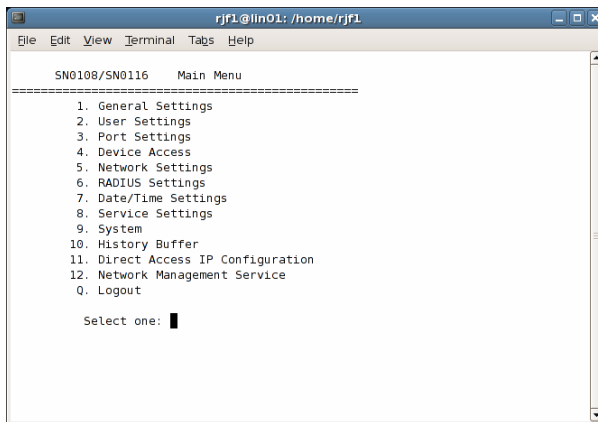 rjf1@lin01: /home/rjf1
File Edit View Terminal Tabs Help
SN0108/SN0116 Main Menu
================================================
1. General Settings
2. User Settings
3. Port Settings
4. Device Access
5. Network Settings
6. RADIUS Settings
7. Date/Time Settings
8. Service Settings
9. System
10. History Buffer
11. Direct Access IP Configuration
12. Network Management Service
Q. Logout
Select one: